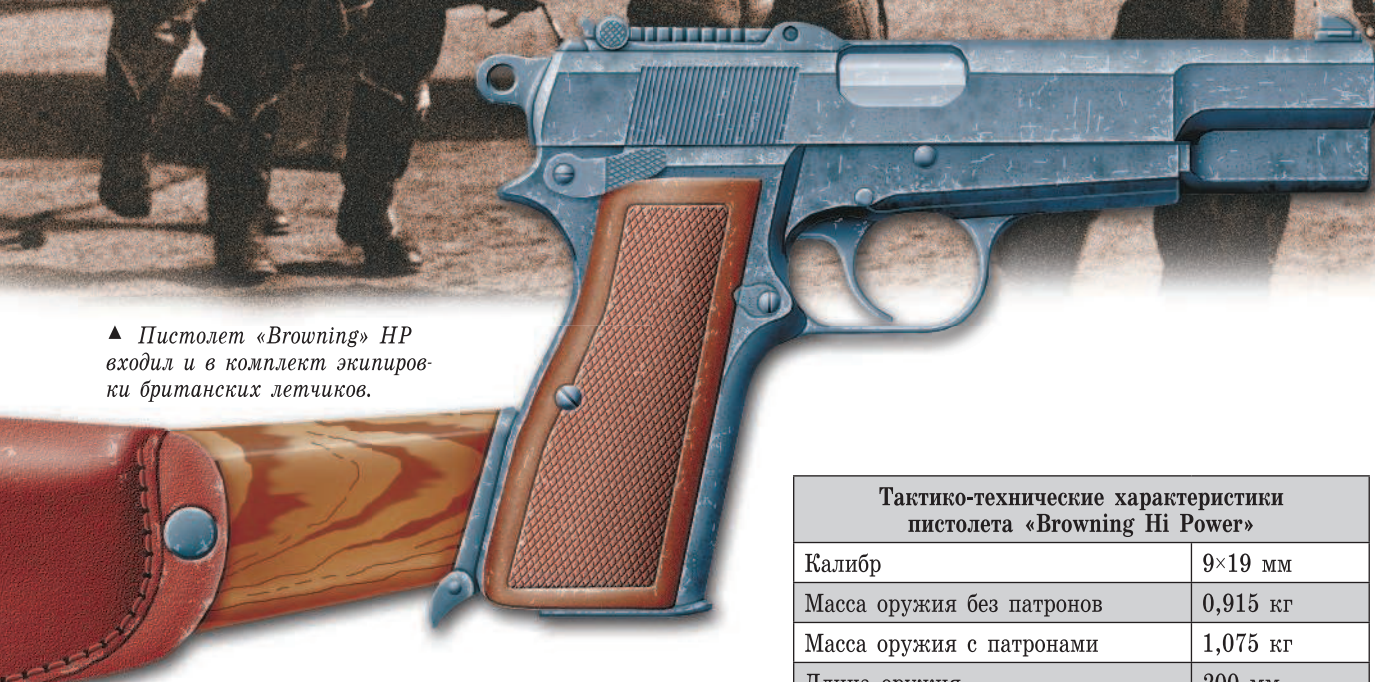 ▲ Пистолет «Browning» HP
входил и в комплект экипиров-
ки британских летчиков.
Тактико-технические характеристики
пистолета «Browning Hi Power»
Калибр 9×19 мм
Масса оружия без патронов 0,915 кг
Масса оружия с патронами 1,075 кг